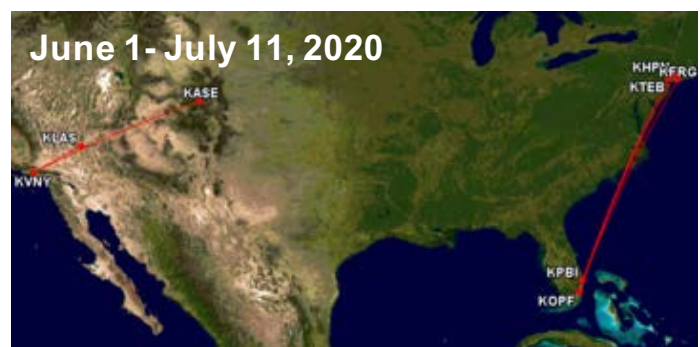 June 1- July 11, 2020
KHPN
KFRG
KTEB
KASE
KLAS
KVNY
KPBI
KOPF